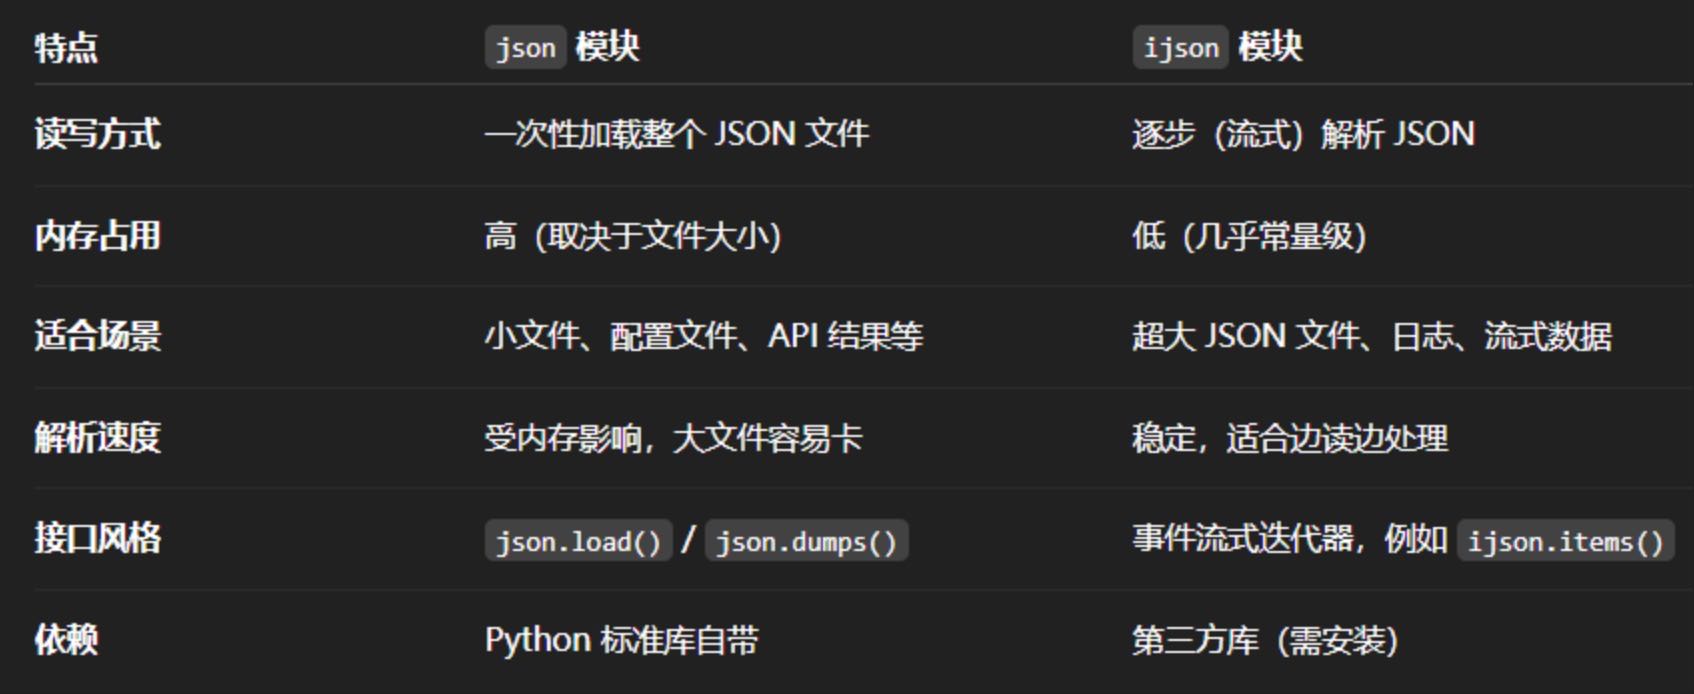 特点 json 模块 ijson 模块
读写方式 一次性加载整个 JSON 文件 逐步（流式）解析 JSON
内存占用 高（取决于文件大小） 低（几乎常量级）
适合场景 小文件、配置文件、API 结果等 超大 JSON 文件、日志、流式数据
解析速度 受内存影响，大文件容易卡 稳定，适合边读边处理
接口风格 json.load() / json.dumps() 事件流式迭代器，例如 ijson.items()
依赖 Python 标准库自带 第三方库（需安装）